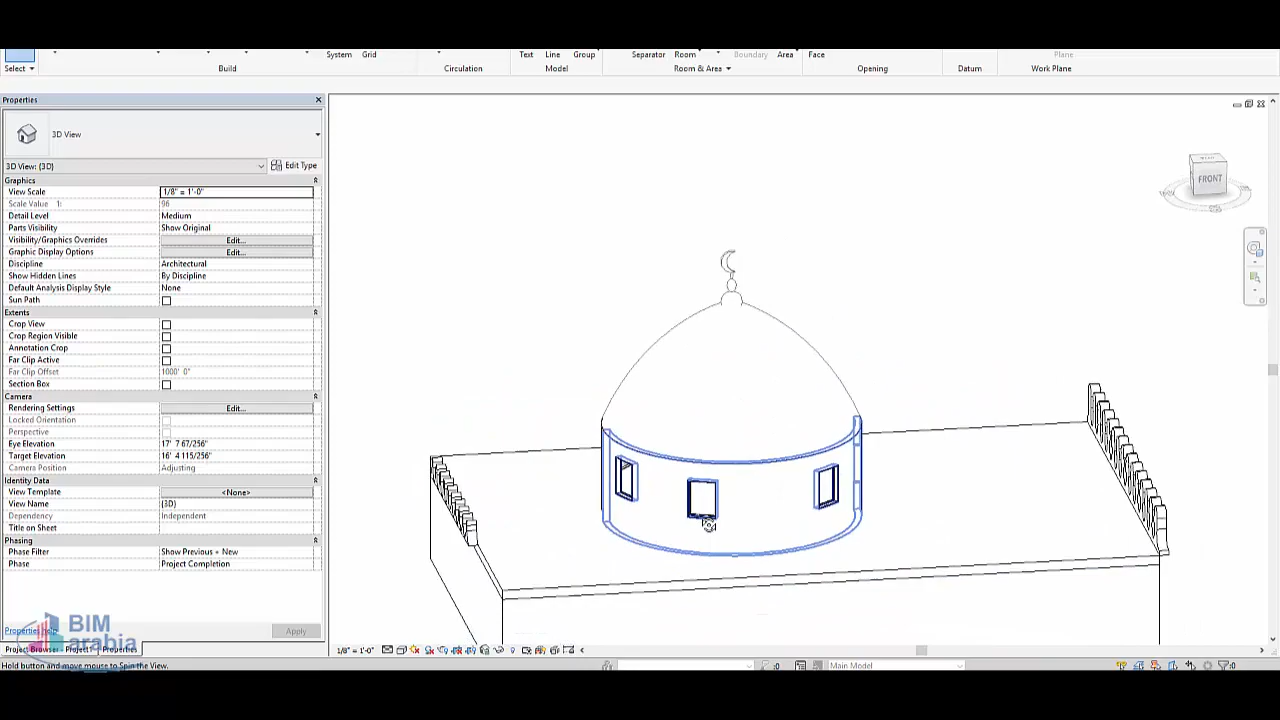 System Grid Text Line Group Separator Room Boundary Area Face Plane
Select Build Circulation Model Room & Area Opening Datum Work Plane
Properties
3D View
3D View: {3D} Edit Type
Graphics
View Scale 1/8" = 1'-0"
Scale Value 1: 96
Detail Level Medium
Parts Visibility Show Original
Visibility/Graphics Overrides Edit...
Graphic Display Options Edit...
Discipline Architectural
Show Hidden Lines By Discipline
Default Analysis Display Style None
Sun Path
Extents
Crop View
Crop Region Visible
Annotation Crop
Far Clip Active
Far Clip Offset 1000' 0"
Section Box
Camera
Rendering Settings Edit...
Locked Orientation
Perspective
Eye Elevation 17' 7 67/256"
Target Elevation 16' 4 115/256"
Camera Position Adjusting
Identity Data
View Template <None>
View Name {3D}
Dependency Independent
Title on Sheet
Phasing
Phase Filter Show Previous + New
Phase Project Completion
Properties help Apply
Project Browser - Project1 Properties
Hold button and move mouse to Spin the View.
BIM
arabia
FRONT
1/8" = 1'-0"
:0 Main Model :0